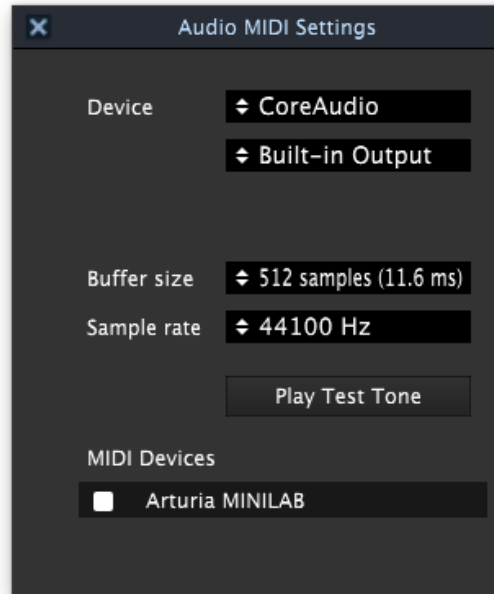 Audio MIDI Settings
Device
CoreAudio
Built-in Output
Buffer size
512 samples (11.6 ms)
Sample rate
44100 Hz
Play Test Tone
MIDI Devices
Arturia MINILAB